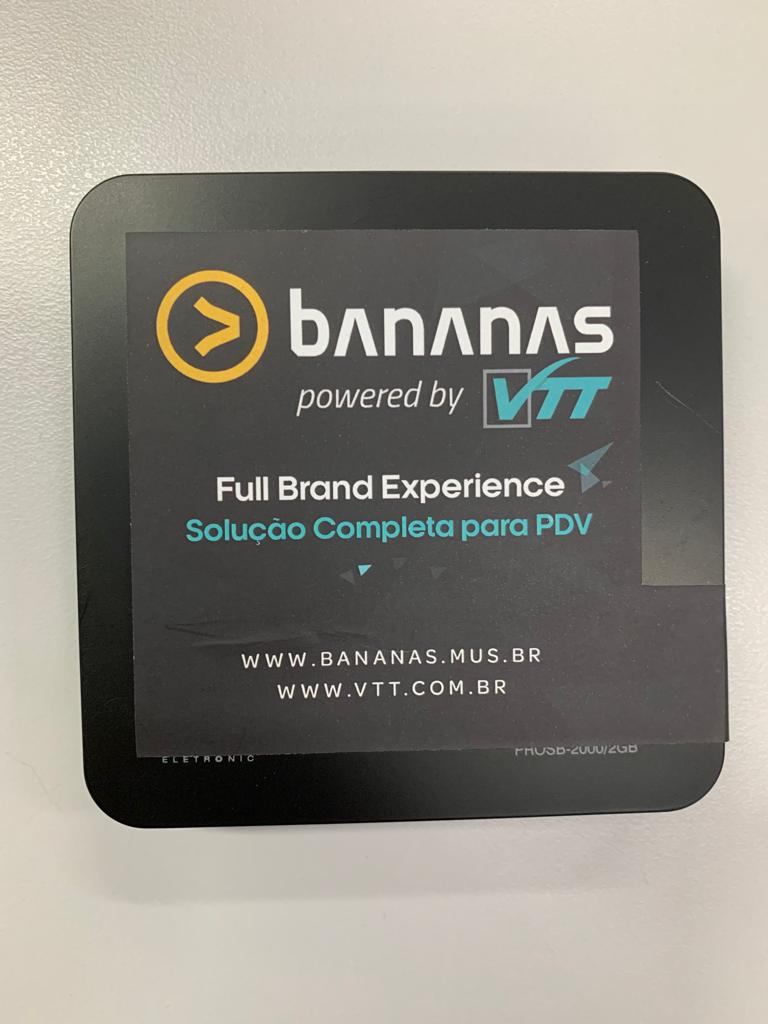 bananas
powered by VTT
Full Brand Experience
Solução Completa para PDV
WWW.BANANAS.MUS.BR
WWW.VTT.COM.BR
ELETRONIC
PROSB-2000/2GB